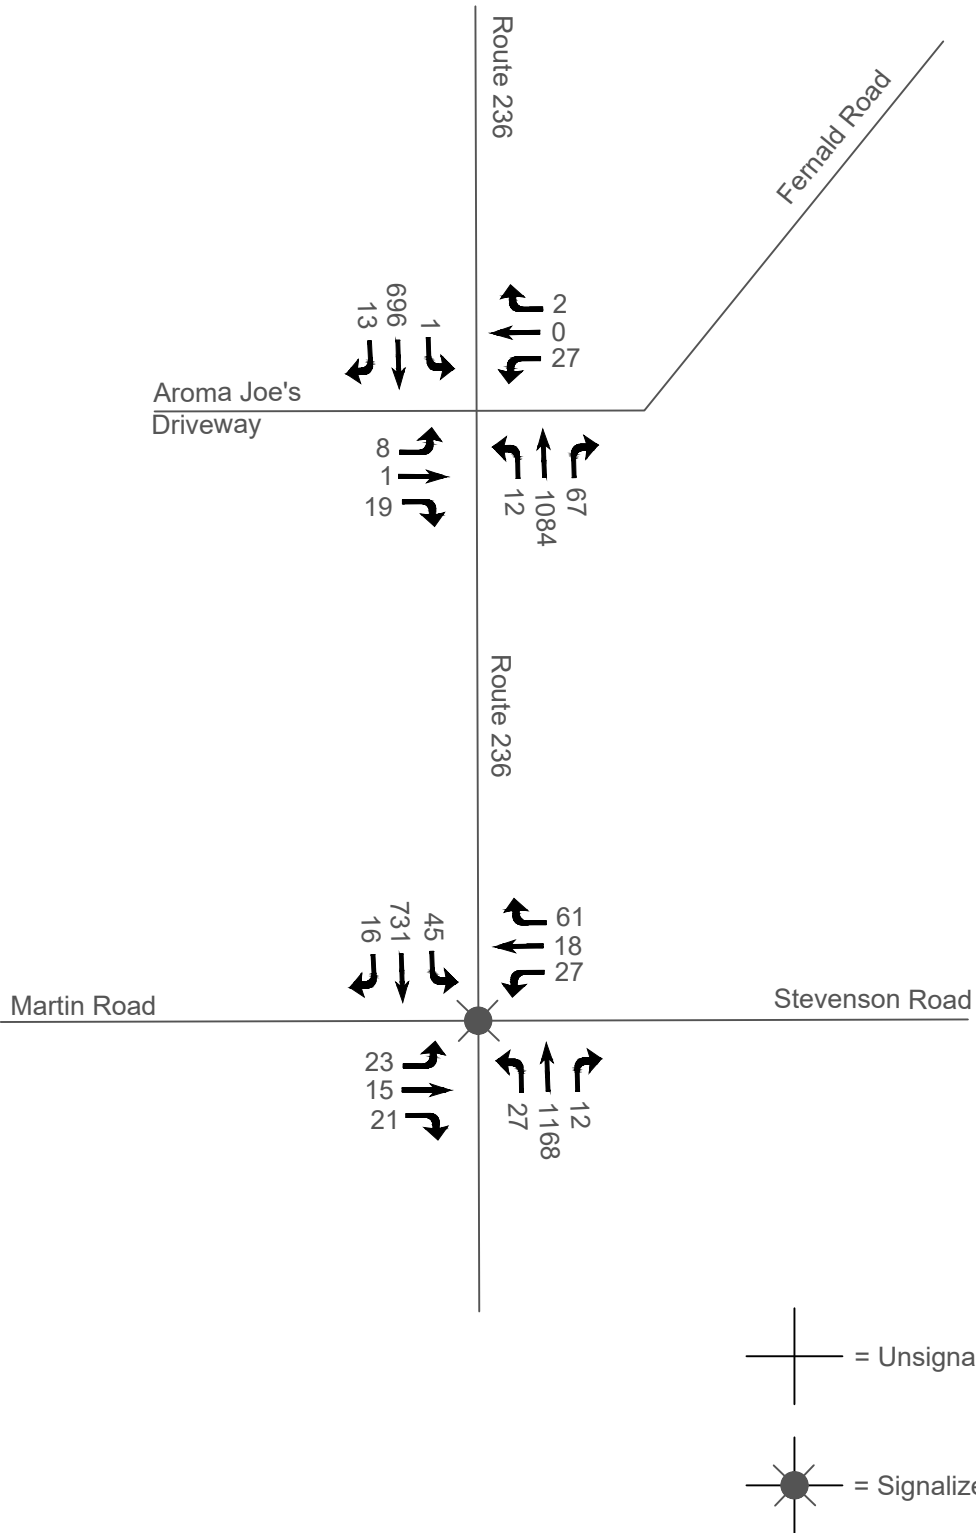 Route 236
Fernald Road
13
696
1
2
0
27
Aroma Joe's
Driveway
8
1
19
12
1084
67
Route 236
16
731
45
61
18
27
Martin Road
Stevenson Road
23
15
21
27
1168
12
= Unsigna
= Signalize